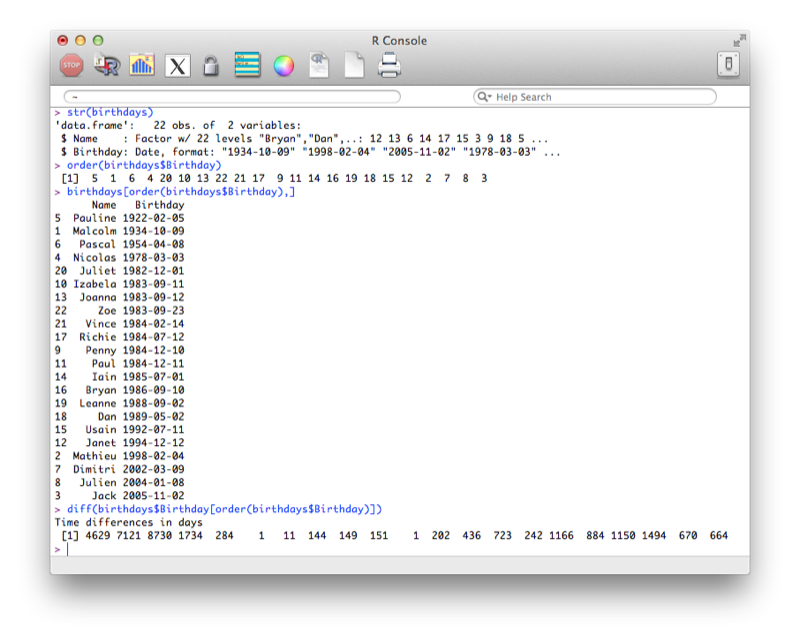 R Console
STOP
R
X
R
~
Help Search
> str(birthdays)
'data.frame':   22 obs. of  2 variables:
 $ Name    : Factor w/ 22 levels "Bryan","Dan",..: 12 13 6 14 17 15 3 9 18 5 ...
 $ Birthday: Date, format: "1934-10-09" "1998-02-04" "2005-11-02" "1978-03-03" ...
> order(birthdays$Birthday)
 [1]  5  1  6  4 20 10 13 22 21 17  9 11 14 16 19 18 15 12  2  7  8  3
> birthdays[order(birthdays$Birthday),]
      Name   Birthday
5  Pauline 1922-02-05
1  Malcolm 1934-10-09
6   Pascal 1954-04-08
4  Nicolas 1978-03-03
20  Juliet 1982-12-01
10 Izabela 1983-09-11
13  Joanna 1983-09-12
22     Zoe 1983-09-23
21   Vince 1984-02-14
17  Richie 1984-07-12
9    Penny 1984-12-10
11    Paul 1984-12-11
14    Iain 1985-07-01
16   Bryan 1986-09-10
19  Leanne 1988-09-02
18     Dan 1989-05-02
15   Usain 1992-07-11
12   Janet 1994-12-12
2  Mathieu 1998-02-04
7  Dimitri 2002-03-09
8   Julien 2004-01-08
3     Jack 2005-11-02
> diff(birthdays$Birthday[order(birthdays$Birthday)])
Time differences in days
 [1] 4629 7121 8730 1734  284    1   11  144  149  151    1  202  436  723  242 1166  884 1150 1494  670  664
>